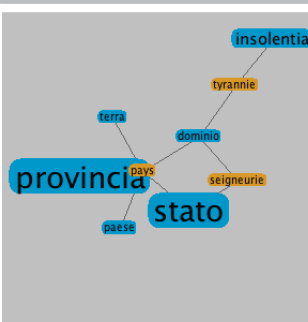 insolentia
tyrannie
terra
dominio
pays
provincia
seigneurie
stato
paese